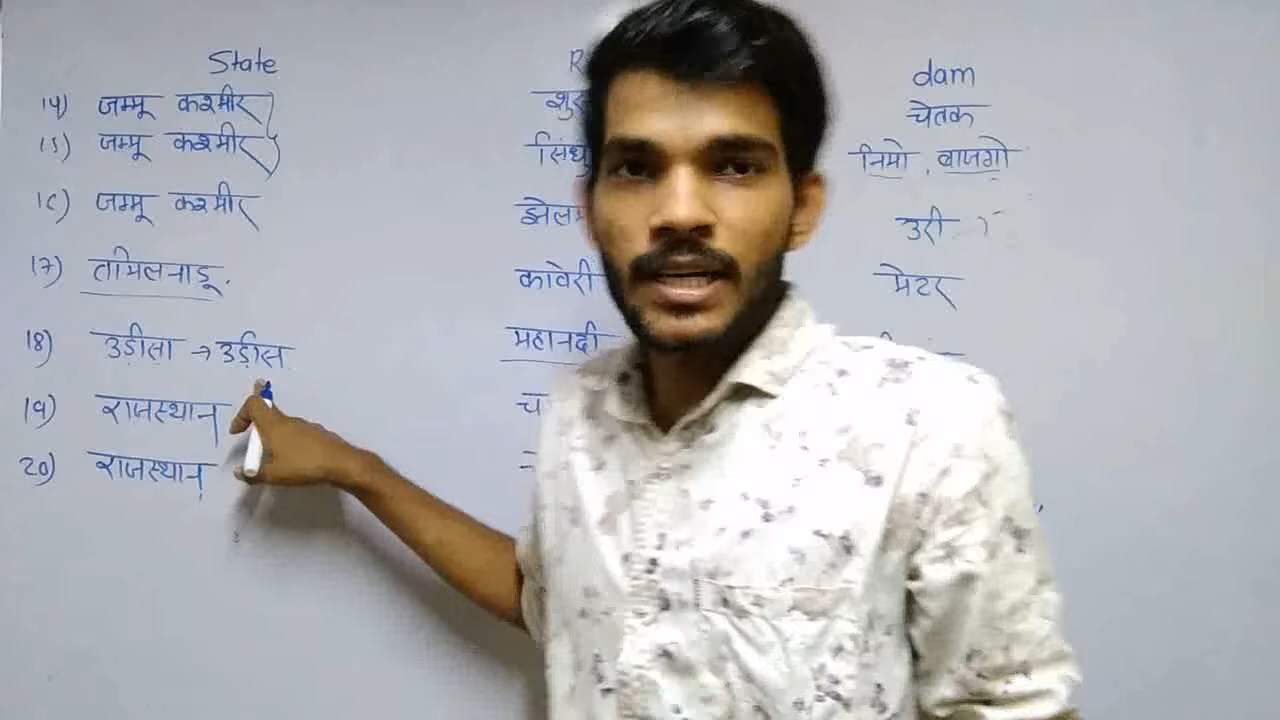 State dam
14) जम्मू कश्मीर चेतक
15) जम्मू कश्मीर सिंधु निमो , बाजगो
16) जम्मू कश्मीर झेलम उरी
17) तामिलनाडू. कावेरी मेटर
18) उड़ीसा → उड़ीस महानदी
19) राजस्थान
20) राजस्थान